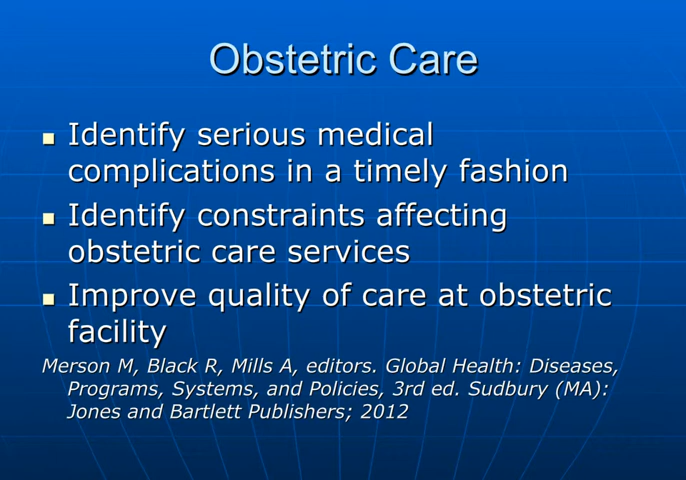 Obstetric Care
Identify serious medical
complications in a timely fashion
Identify constraints affecting
obstetric care services
Improve quality of care at obstetric
facility
Merson M, Black R, Mills A, editors. Global Health: Diseases,
Programs, Systems, and Policies, 3rd ed. Sudbury (MA):
Jones and Bartlett Publishers; 2012